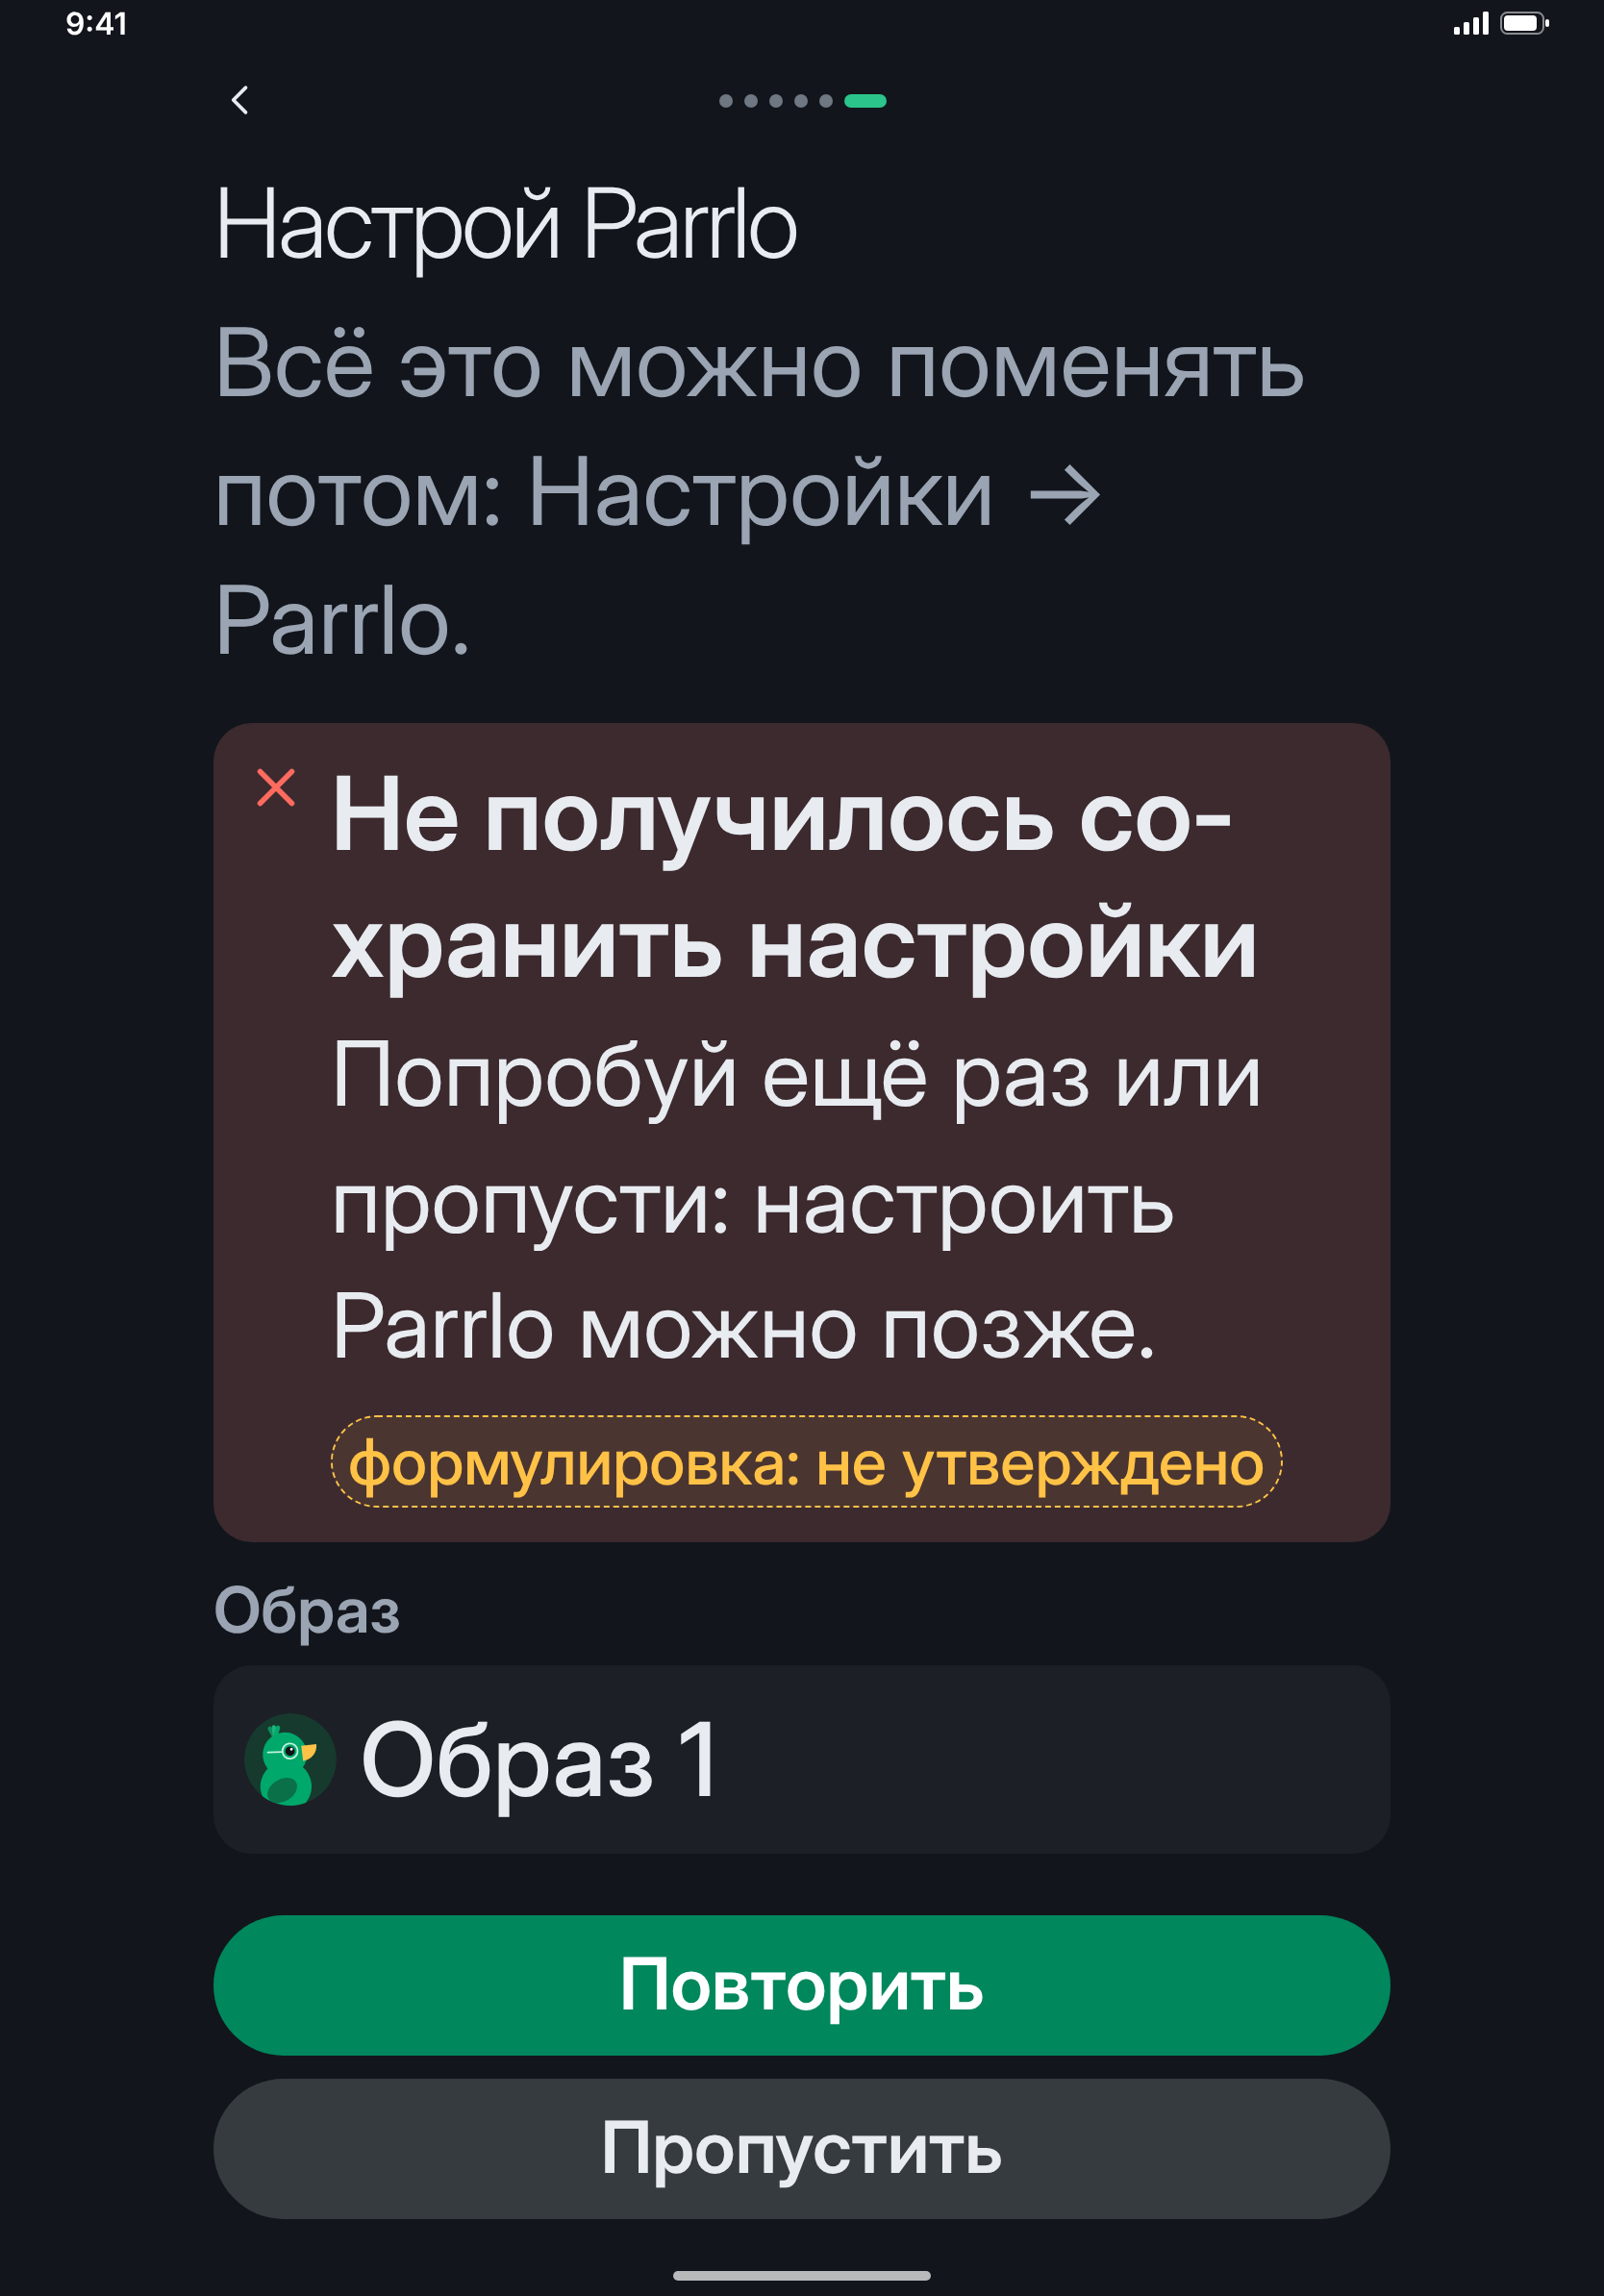 9:41
Настрой Parrlo
Всё это можно поменять
потом: Настройки →
Parrlo.
Не получилось со-
хранить настройки
Попробуй ещё раз или
пропусти: настроить
Parrlo можно позже.
формулировка: не утверждено
Образ
Образ 1
Повторить
Пропустить